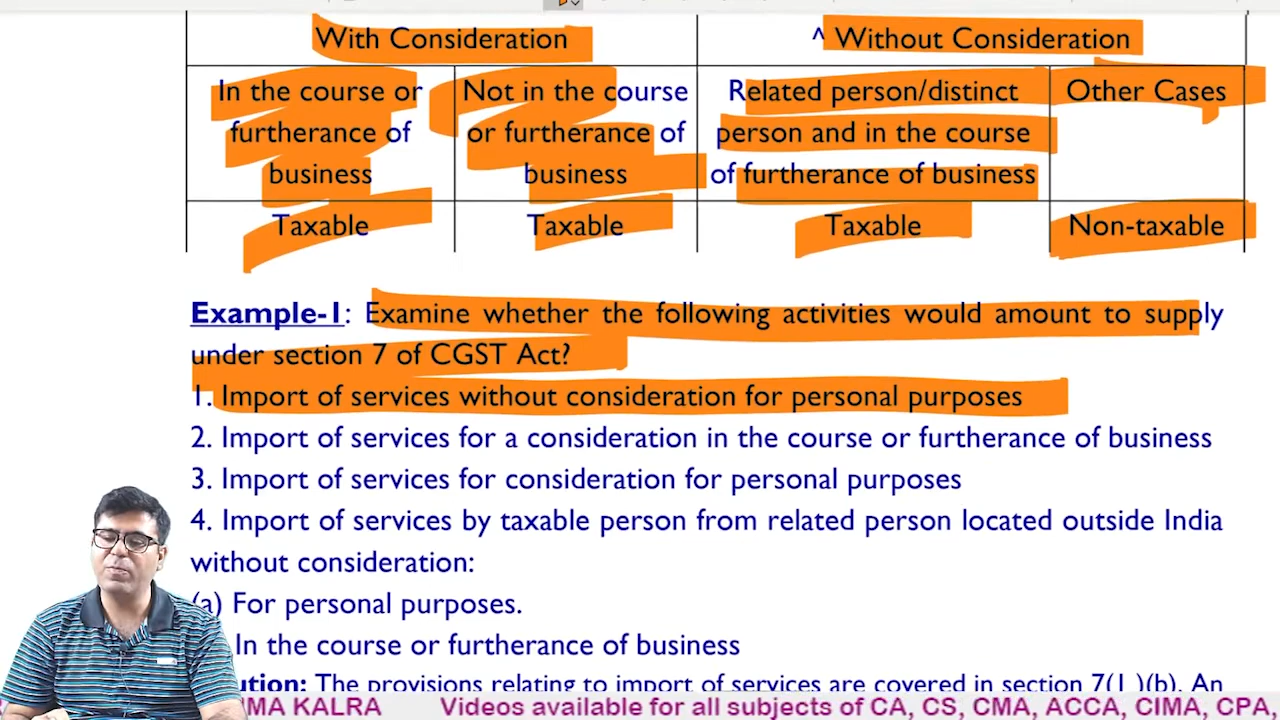 With Consideration
^ Without Consideration
In the course or
furtherance of
business
Not in the course
or furtherance of
business
Related person/distinct
person and in the course
of furtherance of business
Other Cases
Taxable
Taxable
Taxable
Non-taxable
Example-1: Examine whether the following activities would amount to supply
under section 7 of CGST Act?
1. Import of services without consideration for personal purposes
2. Import of services for a consideration in the course or furtherance of business
3. Import of services for consideration for personal purposes
4. Import of services by taxable person from related person located outside India
without consideration:
(a) For personal purposes.
In the course or furtherance of business
The provisions relating to import of services are covered in section 7(1)(b). An
KALRA Videos available for all subjects of CA, CS, CMA, ACCA, CIMA, CPA,